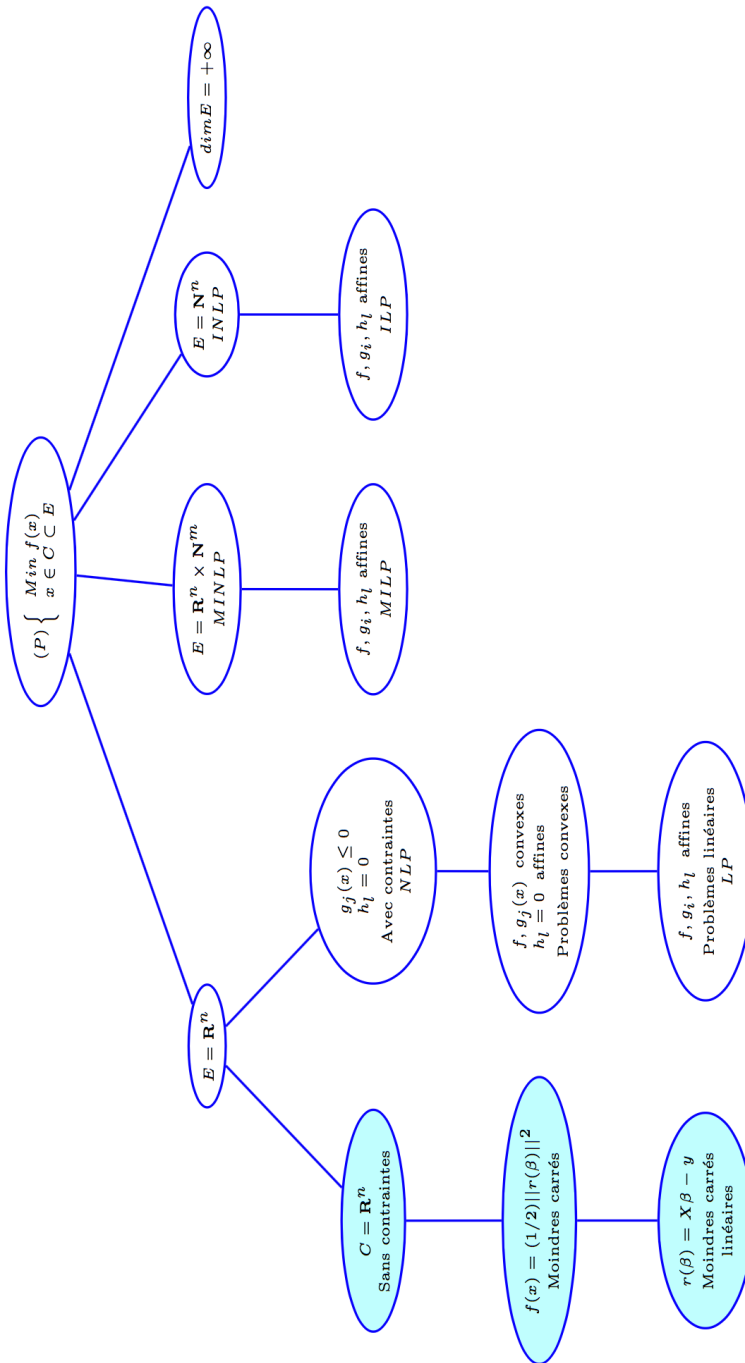 (P) { Min f(x)
x ∈ C ⊂ E
E = R^n
E = R^n × N^m
MINLP
E = N^n
INLP
dimE = +∞
C = R^n
Sans contraintes
g_j(x) ≤ 0
h_l = 0
Avec contraintes
NLP
f, g_i, h_l affines
MILP
f, g_i, h_l affines
ILP
f(x) = (1/2)||r(β)||^2
Moindres carrés
f, g_j(x) convexes
h_l = 0 affines
Problèmes convexes
r(β) = Xβ − y
Moindres carrés
linéaires
f, g_i, h_l affines
Problèmes linéaires
LP